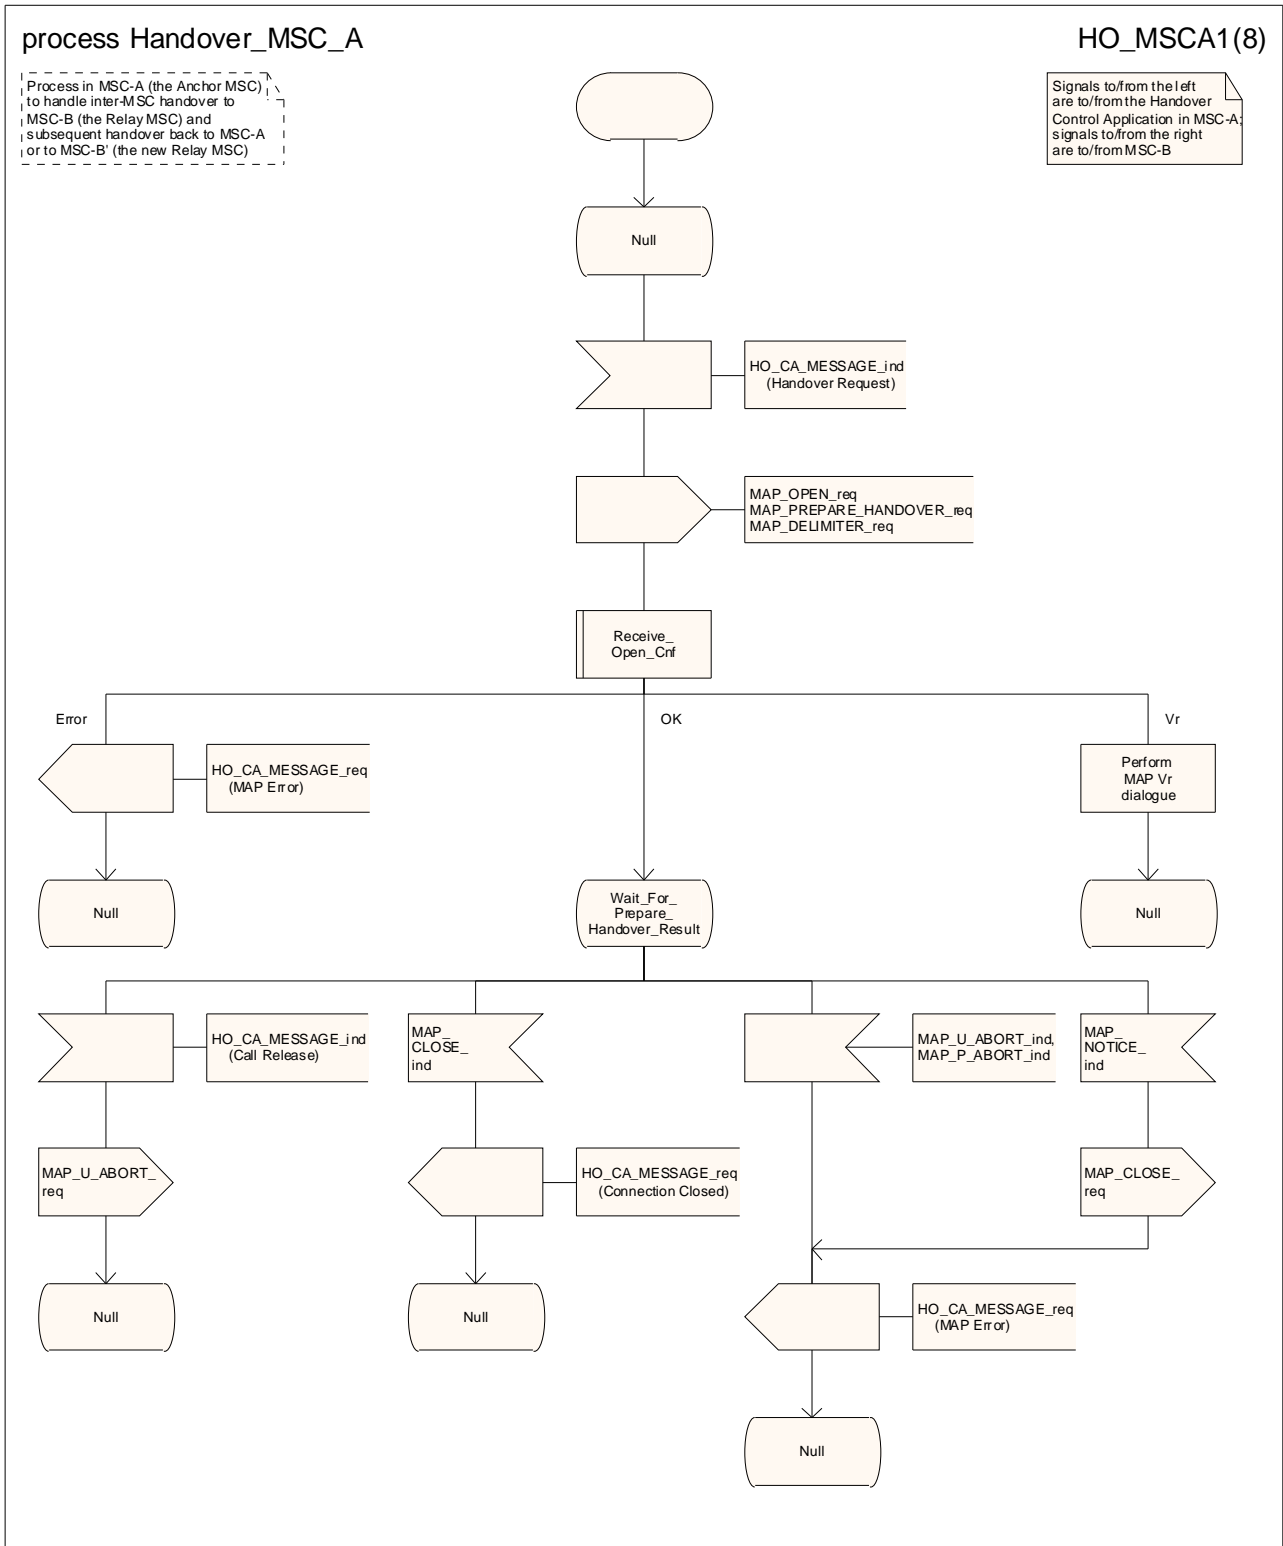 process Handover_MSC_A
HO_MSCA1(8)
Process in MSC-A (the Anchor MSC)
to handle inter-MSC handover to
MSC-B (the Relay MSC) and
subsequent handover back to MSC-A
or to MSC-B' (the new Relay MSC)
Signals to/from the left
are to/from the Handover
Control Application in MSC-A;
signals to/from the right
are to/from MSC-B
Null
HO_CA_MESSAGE_ind
(Handover Request)
MAP_OPEN_req
MAP_PREPARE_HANDOVER_req
MAP_DELIMITER_req
Receive_
Open_Cnf
Error
OK
Vr
HO_CA_MESSAGE_req
(MAP Error)
Perform
MAP Vr
dialogue
Null
Wait_For_
Prepare_
Handover_Result
Null
HO_CA_MESSAGE_ind
(Call Release)
MAP_
CLOSE_
ind
MAP_U_ABORT_ind,
MAP_P_ABORT_ind
MAP_
NOTICE_
ind
MAP_U_ABORT_
req
HO_CA_MESSAGE_req
(Connection Closed)
MAP_CLOSE_
req
Null
Null
HO_CA_MESSAGE_req
(MAP Error)
Null